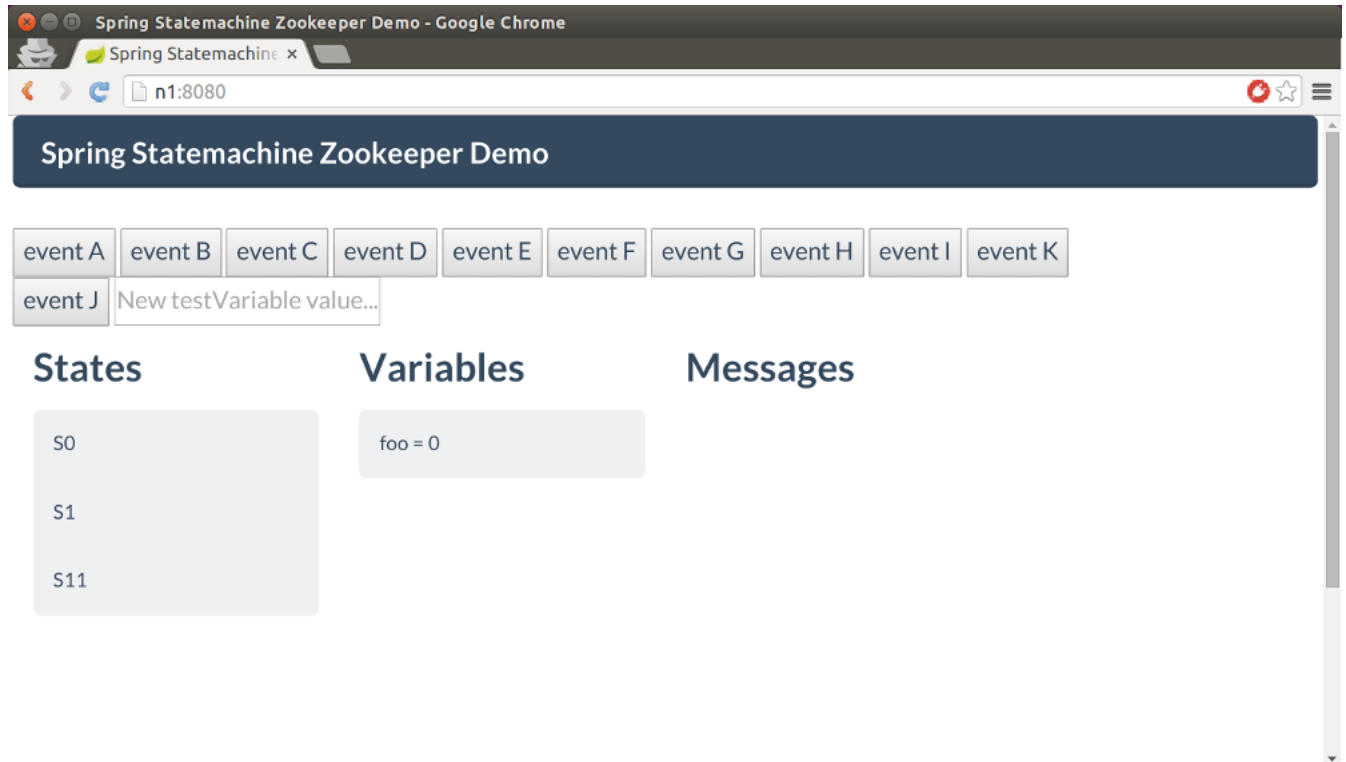 Spring Statemachine Zookeeper Demo - Google Chrome
Spring Statemachine
n1:8080
Spring Statemachine Zookeeper Demo
event A event B event C event D event E event F event G event H event I event K
event J New testVariable value...
States Variables Messages
S0 foo = 0
S1
S11